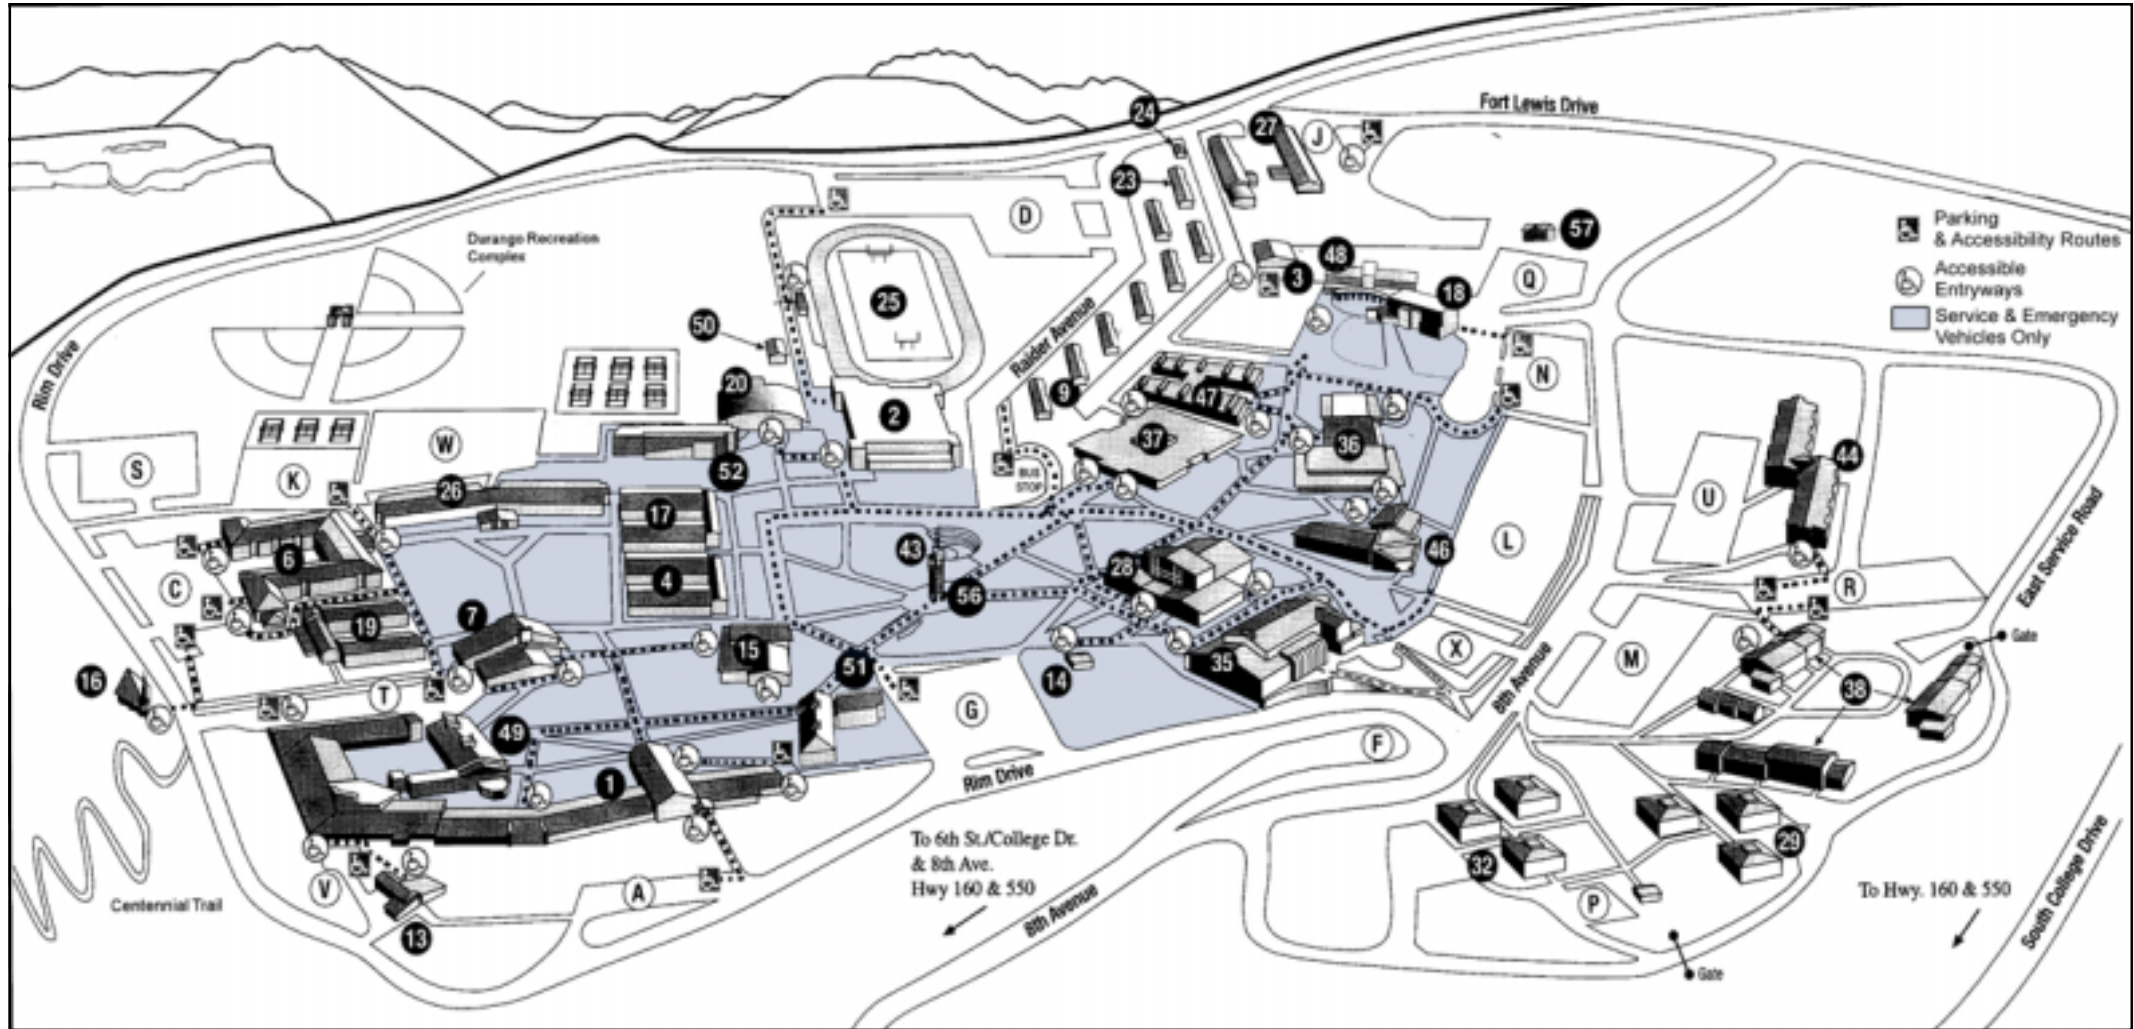 Fort Lewis Drive
24
27
J
23
D
57
Parking
& Accessibility Routes
Accessible
Entryways
Service & Emergency
Vehicles Only
Durango Recreation
Complex
48
3
18
Q
25
50
Raider Avenue
Rim Drive
20
2
9
47
N
W
S
K
52
37
36
BUS
STOP
44
26
17
U
L
East Service Road
6
43
46
C
4
28
56
R
19
7
15
Gate
51
35
X
M
16
14
38
T
G
8th Avenue
49
F
1
Rim Drive
To 6th St./College Dr.
& 8th Ave.
Hwy 160 & 550
29
32
South College Drive
V
A
To Hwy. 160 & 550
Centennial Trail
8th Avenue
P
13
Gate